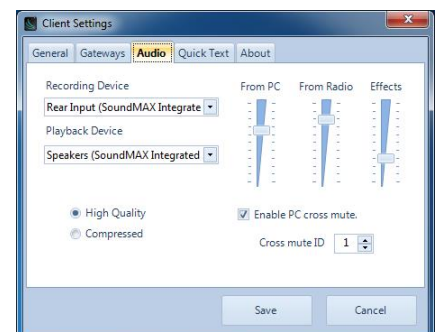 Client Settings
General Gateways Audio Quick Text About
Recording Device
Rear Input (SoundMAX Integrate
Playback Device
Speakers (SoundMAX Integrated
From PC From Radio Effects
High Quality
Compressed
Enable PC cross mute.
Cross mute ID 1
Save Cancel